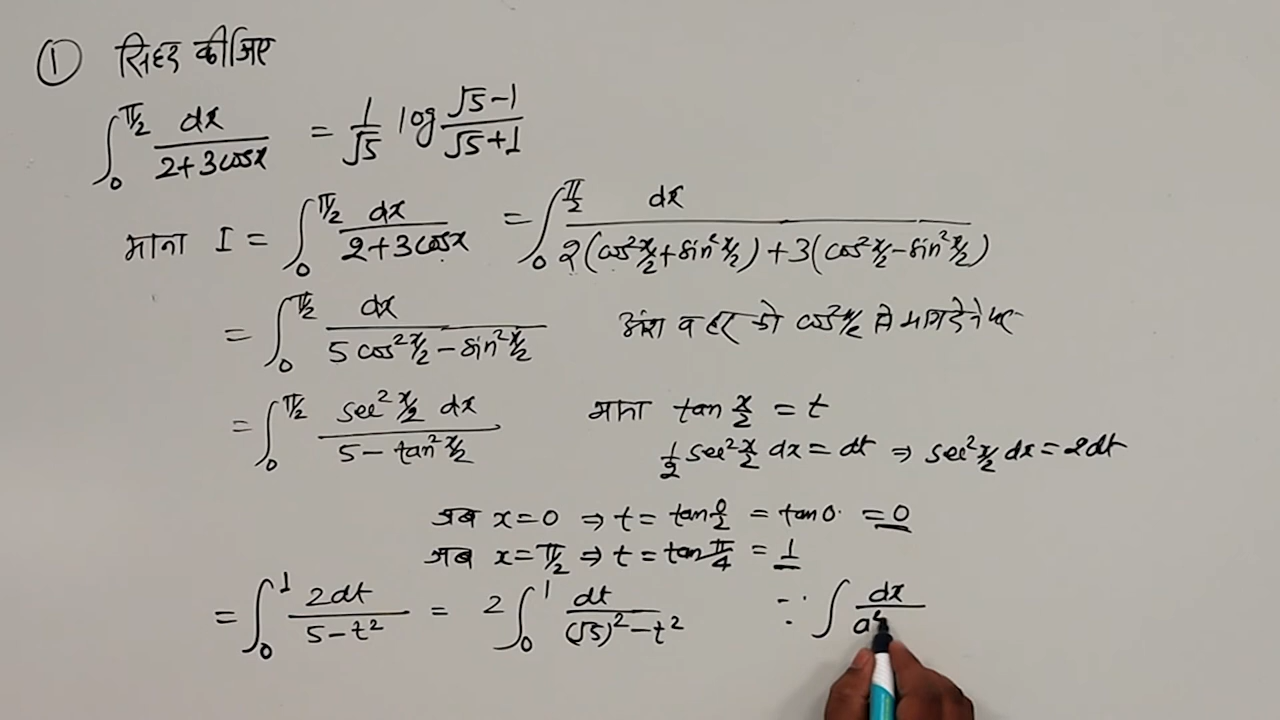 ① सिद्ध कीजिए
∫₀^{π/2} dx/(2+3cosx) = 1/√5 log (√5-1)/(√5+1)
माना I = ∫₀^{π/2} dx/(2+3cosx) = ∫₀^{π/2} dx/(2(cos²x/2+sin²x/2)+3(cos²x/2-sin²x/2))
= ∫₀^{π/2} dx/(5cos²x/2-sin²x/2) अंश व हर को cos²x/2 से भाग देने पर
= ∫₀^{π/2} sec²x/2 dx/(5-tan²x/2) माना tan x/2 = t
1/2 sec²x/2 dx = dt ⇒ sec²x/2 dx = 2dt
जब x=0 ⇒ t = tan 0/2 = tan0 = 0
जब x=π/2 ⇒ t = tan π/4 = 1
= ∫₀^1 2dt/(5-t²) = 2∫₀^1 dt/((√5)²-t²) ∵ ∫ dx/a